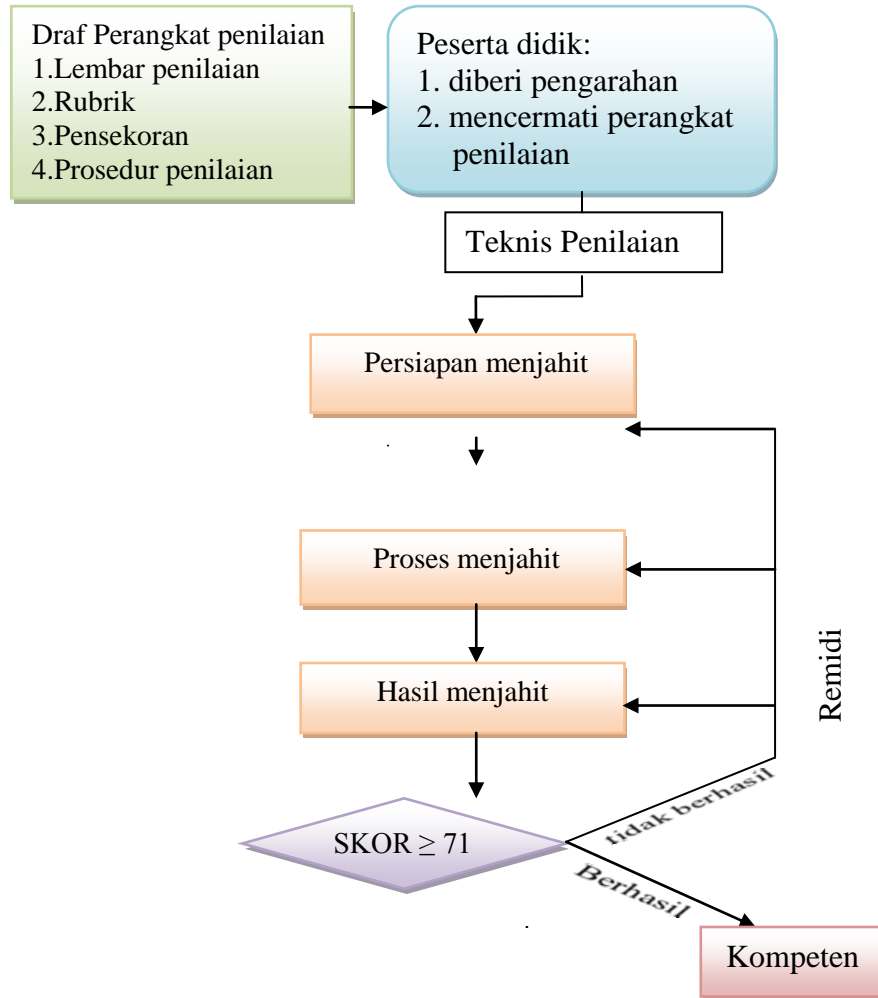 Draf Perangkat penilaian
1.Lembar penilaian
2.Rubrik
3.Pensekoran
4.Prosedur penilaian
Peserta didik:
1. diberi pengarahan
2. mencermati perangkat
penilaian
Teknis Penilaian
Persiapan menjahit
Proses menjahit
Hasil menjahit
Remidi
SKOR ≥ 71
tidak berhasil
Berhasil
Kompeten